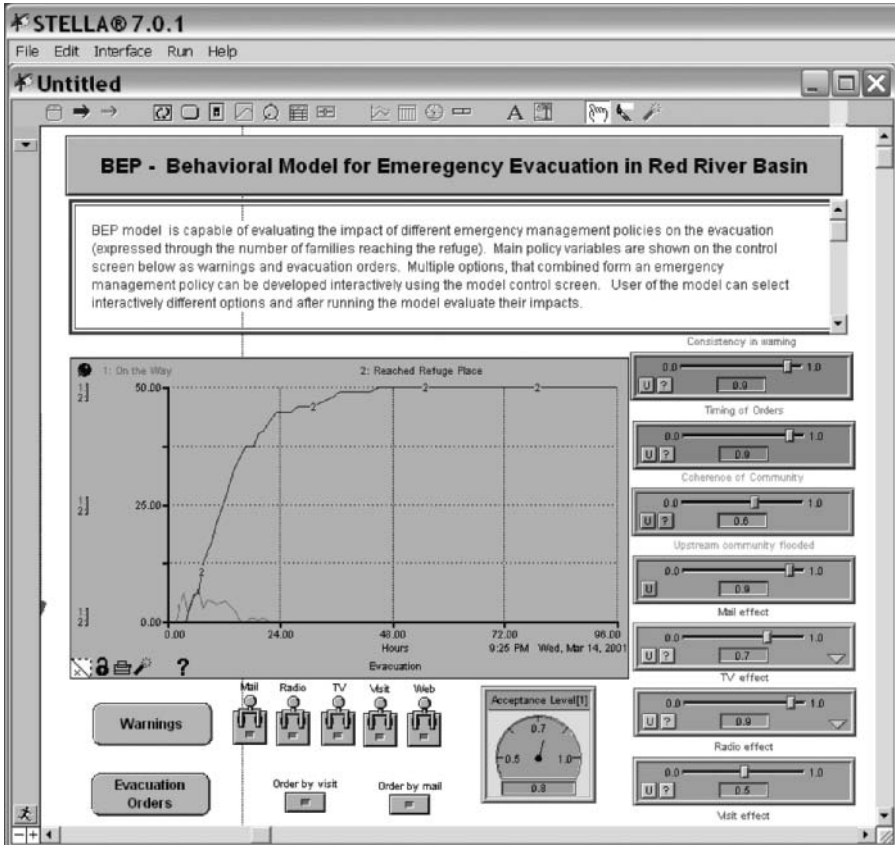 STELLA® 7.0.1
File Edit Interface Run Help
Untitled
A
BEP - Behavioral Model for Emeregency Evacuation in Red River Basin
BEP model is capable of evaluating the impact of different emergency management policies on the evacuation
(expressed through the number of families reaching the refuge). Main policy variables are shown on the control
screen below as warnings and evacuation orders. Multiple options, that combined form an emergency
management policy can be developed interactively using the model control screen. User of the model can select
interactively different options and after running the model evaluate their impacts.
1: On the Way 2: Reached Refuge Place
1
2
50.00
1
2
25.00
1
2
0.00
2
2
2
2
0.00 24.00 48.00 72.00 96.00
Hours 9:25 PM Wed, Mar 14, 2001
Evacuation
?
Consistency in warning
0.0 1.0
U ? 0.9
Timing of Orders
0.0 1.0
U ? 0.9
Coherence of Community
0.0 1.0
U ? 0.6
Upstream community flooded
0.0 1.0
U 0.9
Mail effect
0.0 1.0
U ? 0.7
TV effect
0.0 1.0
U ? 0.9
Radio effect
0.0 1.0
U ? 0.5
Visit effect
Warnings
Mail Radio TV Visit Web
Evacuation
Orders
Order by visit Order by mail
Acceptance Level[1]
0.7
0.5 1.0
0.8